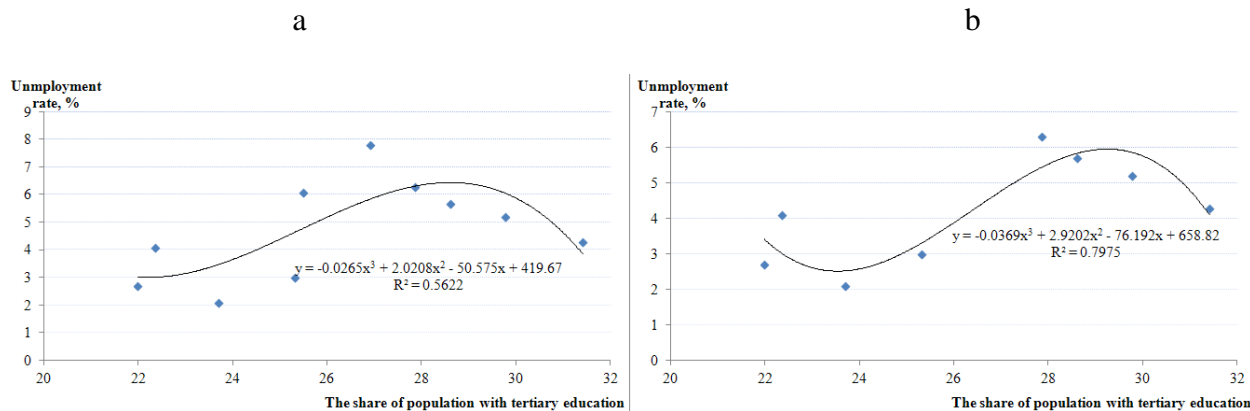 a
b
Unmployment
rate, %
9
8
7
6
5
4
3
2
1
0
y = -0.0265x³ + 2.0208x² - 50.575x + 419.67
R² = 0.5622
20 22 24 26 28 30 32
The share of population with tertiary education
Unmployment
rate, %
7
6
5
4
3
2
1
0
y = -0.0369x³ + 2.9202x² - 76.192x + 658.82
R² = 0.7975
20 22 24 26 28 30 32
The share of population with tertiary education